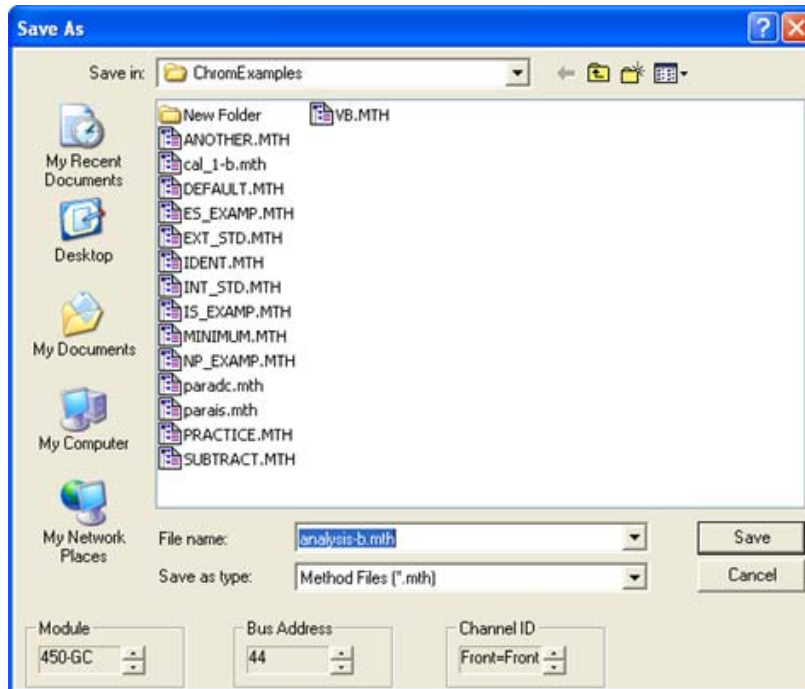 Save As
Save in: ChromExamples
My Recent
Documents
Desktop
My Documents
My Computer
My Network
Places
New Folder
ANOTHER.MTH
cal_1-b.mth
DEFAULT.MTH
ES_EXAMP.MTH
EXT_STD.MTH
IDENT.MTH
INT_STD.MTH
IS_EXAMP.MTH
MINIMUM.MTH
NP_EXAMP.MTH
paradc.mth
parais.mth
PRACTICE.MTH
SUBTRACT.MTH
VB.MTH
File name: analysis-b.mth Save
Save as type: Method Files (*.mth) Cancel
Module Bus Address Channel ID
450-GC 44 Front=Front